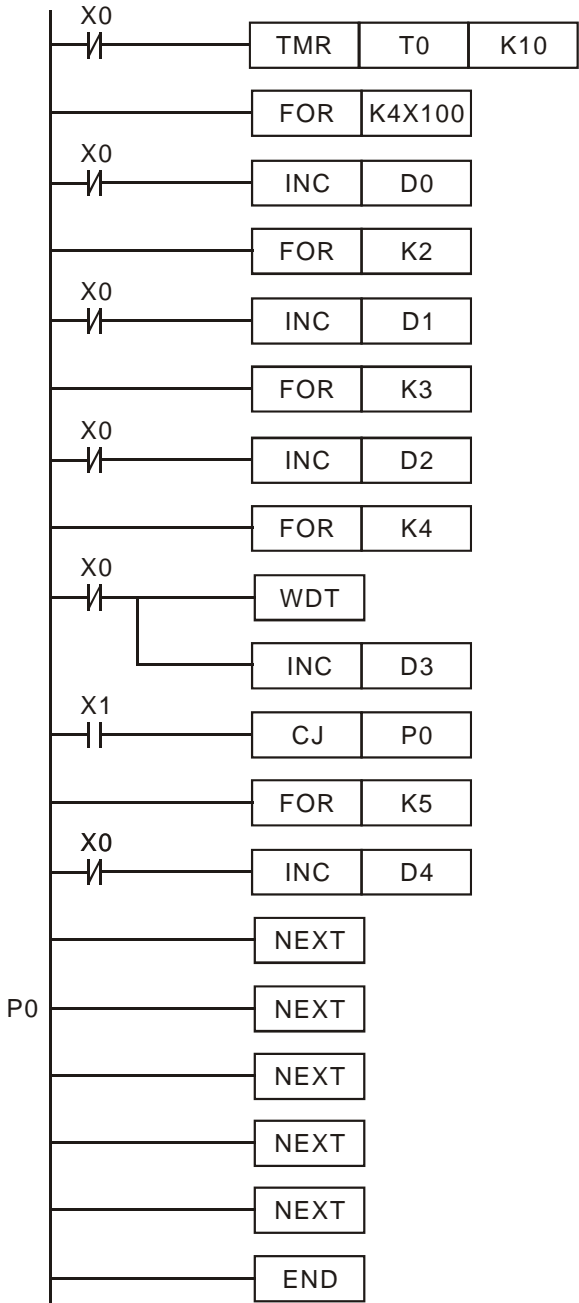 X0
TMR T0 K10
FOR K4X100
X0
INC D0
FOR K2
X0
INC D1
FOR K3
X0
INC D2
FOR K4
X0
WDT
INC D3
X1
CJ P0
FOR K5
X0
INC D4
NEXT
P0 NEXT
NEXT
NEXT
NEXT
END